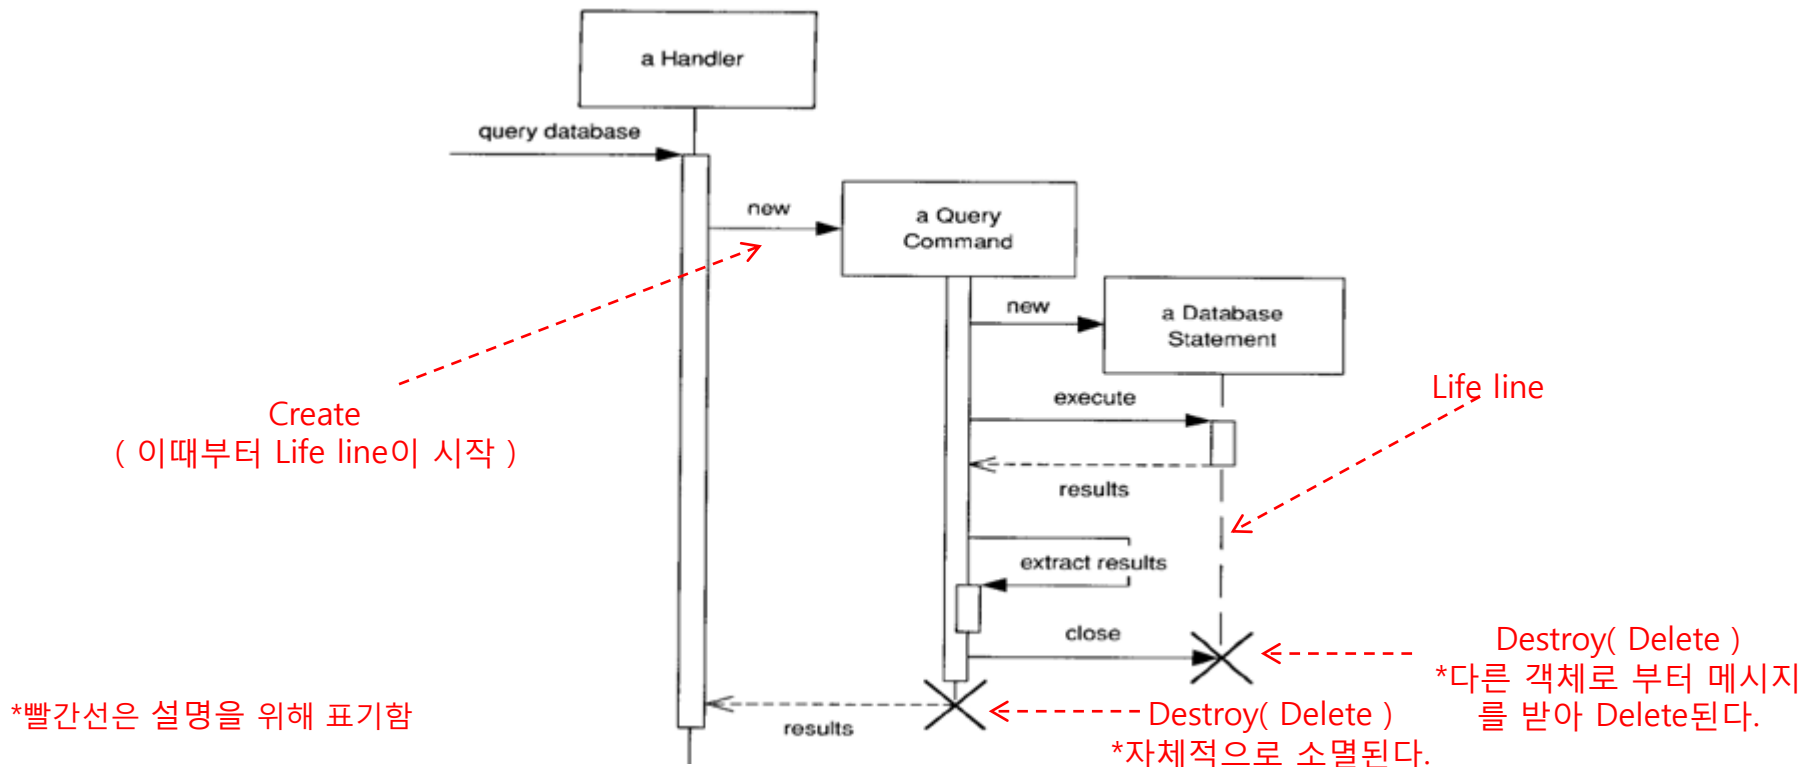 a Handler
query database
new
a Query
Command
new
a Database
Statement
execute
Life line
Create
( 이때부터 Life line이 시작 )
results
extract results
close
Destroy( Delete )
*다른 객체로 부터 메시지
를 받아 Delete된다.
*빨간선은 설명을 위해 표기함
results
Destroy( Delete )
*자체적으로 소멸된다.